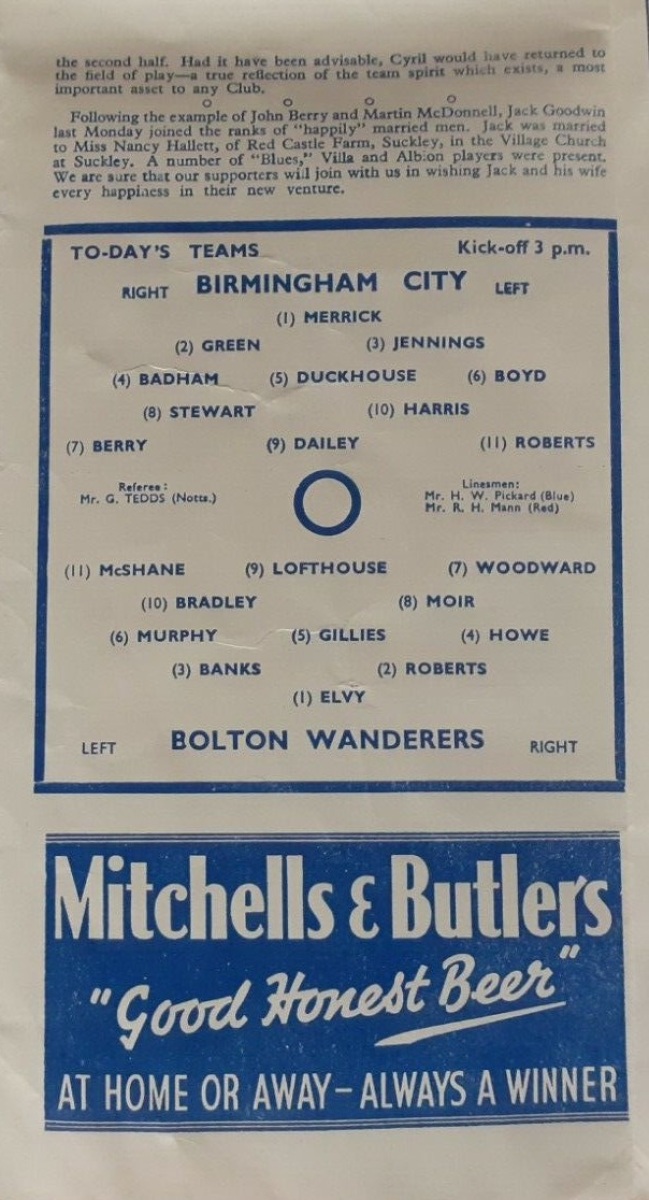 the second half. Had it have been advisable, Cyril would have returned to
the field of play—a true reflection of the team spirit which exists, a most
important asset to any Club.
o o o o
Following the example of John Berry and Martin McDonnell, Jack Goodwin
last Monday joined the ranks of "happily" married men. Jack was married
to Miss Nancy Hallett, of Red Castle Farm, Suckley, in the Village Church
at Suckley. A number of "Blues," Villa and Albion players were present.
We are sure that our supporters will join with us in wishing Jack and his wife
every happiness in their new venture.
TO-DAY'S TEAMS Kick-off 3 p.m.
RIGHT BIRMINGHAM CITY LEFT
(1) MERRICK
(2) GREEN (3) JENNINGS
(4) BADHAM (5) DUCKHOUSE (6) BOYD
(8) STEWART (10) HARRIS
(7) BERRY (9) DAILEY (11) ROBERTS
Referee: Linesmen:
Mr. G. TEDDS (Notts.) Mr. H. W. Pickard (Blue)
Mr. R. H. Mann (Red)
(11) McSHANE (9) LOFTHOUSE (7) WOODWARD
(10) BRADLEY (8) MOIR
(6) MURPHY (5) GILLIES (4) HOWE
(3) BANKS (2) ROBERTS
(1) ELVY
LEFT BOLTON WANDERERS RIGHT
Mitchells & Butlers
"Good Honest Beer"
AT HOME OR AWAY – ALWAYS A WINNER